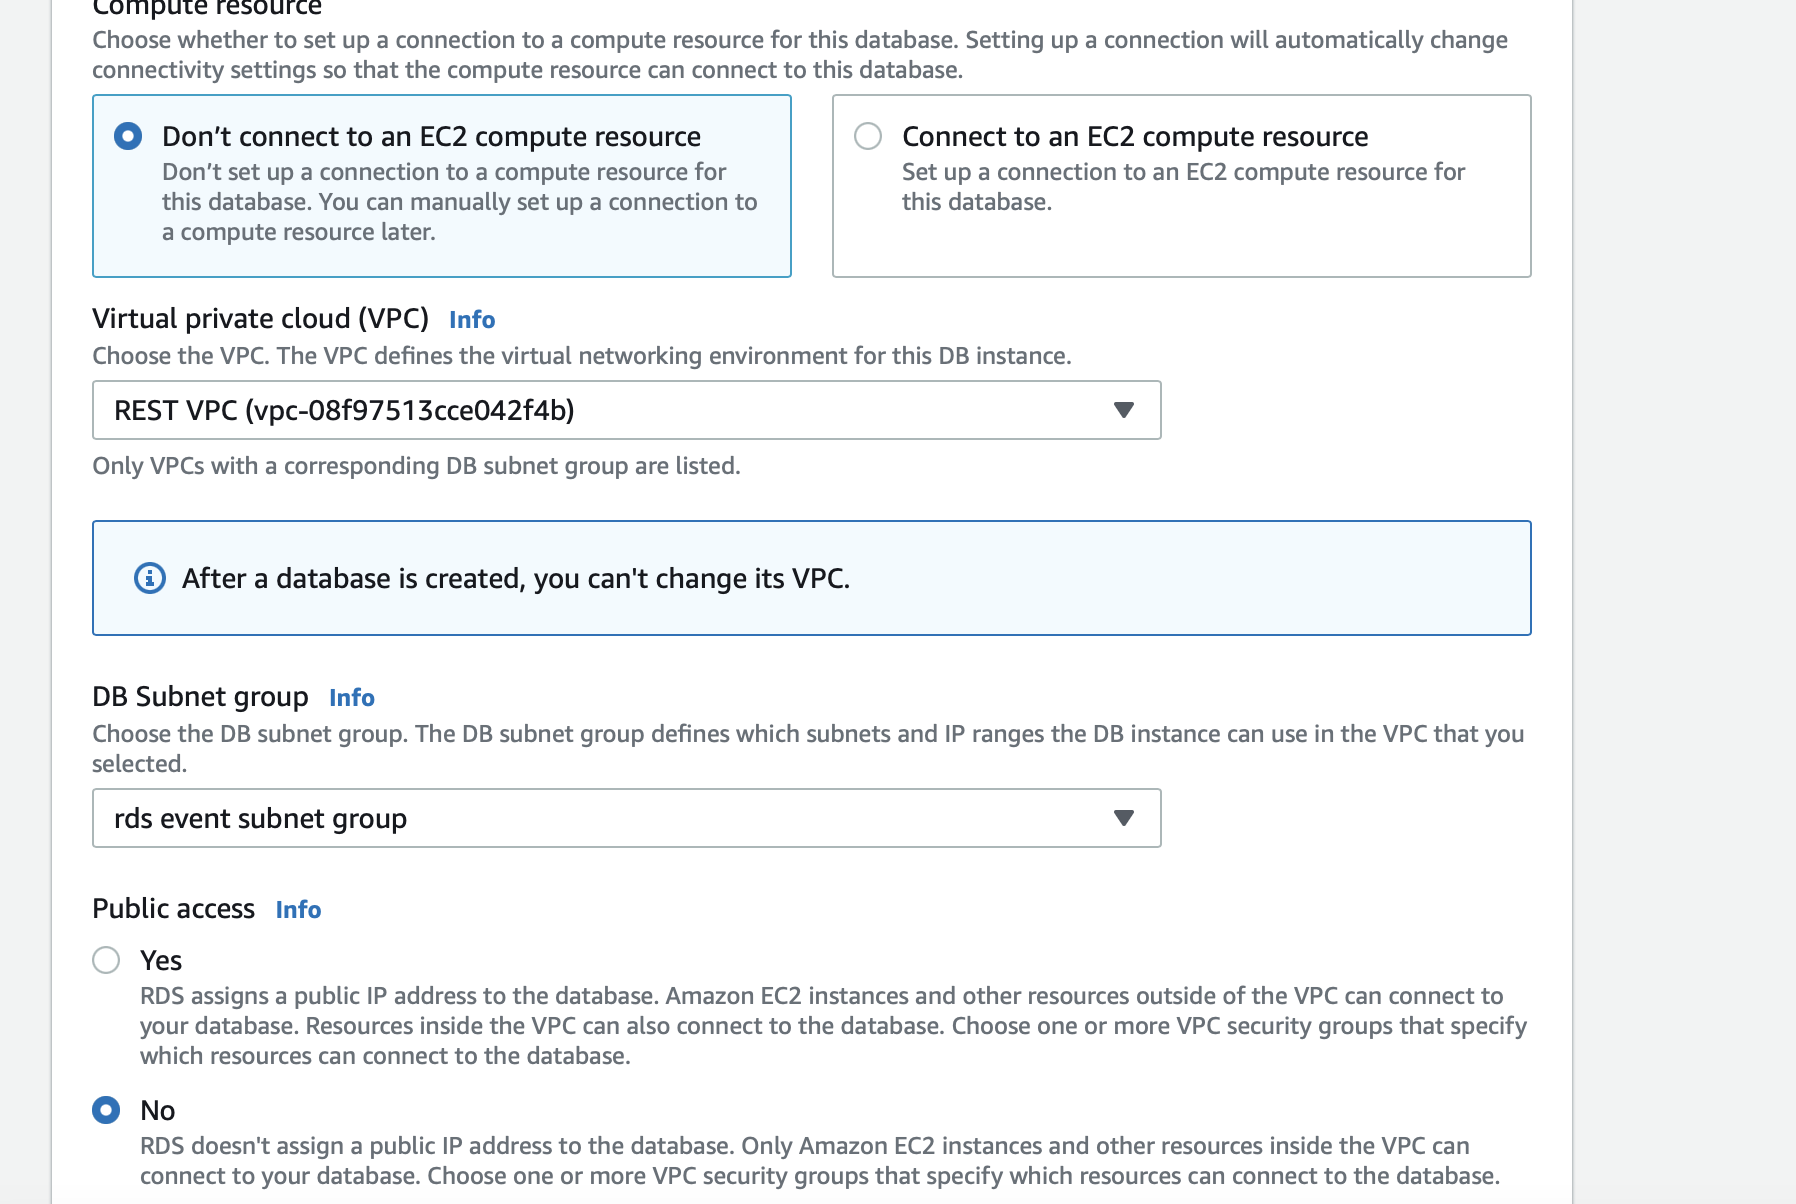 Compute resource
Choose whether to set up a connection to a compute resource for this database. Setting up a connection will automatically change
connectivity settings so that the compute resource can connect to this database.
Don’t connect to an EC2 compute resource
Don’t set up a connection to a compute resource for
this database. You can manually set up a connection to
a compute resource later.
Connect to an EC2 compute resource
Set up a connection to an EC2 compute resource for
this database.
Virtual private cloud (VPC) Info
Choose the VPC. The VPC defines the virtual networking environment for this DB instance.
REST VPC (vpc-08f97513cce042f4b)
Only VPCs with a corresponding DB subnet group are listed.
After a database is created, you can't change its VPC.
DB Subnet group Info
Choose the DB subnet group. The DB subnet group defines which subnets and IP ranges the DB instance can use in the VPC that you
selected.
rds event subnet group
Public access Info
Yes
RDS assigns a public IP address to the database. Amazon EC2 instances and other resources outside of the VPC can connect to
your database. Resources inside the VPC can also connect to the database. Choose one or more VPC security groups that specify
which resources can connect to the database.
No
RDS doesn't assign a public IP address to the database. Only Amazon EC2 instances and other resources inside the VPC can
connect to your database. Choose one or more VPC security groups that specify which resources can connect to the database.